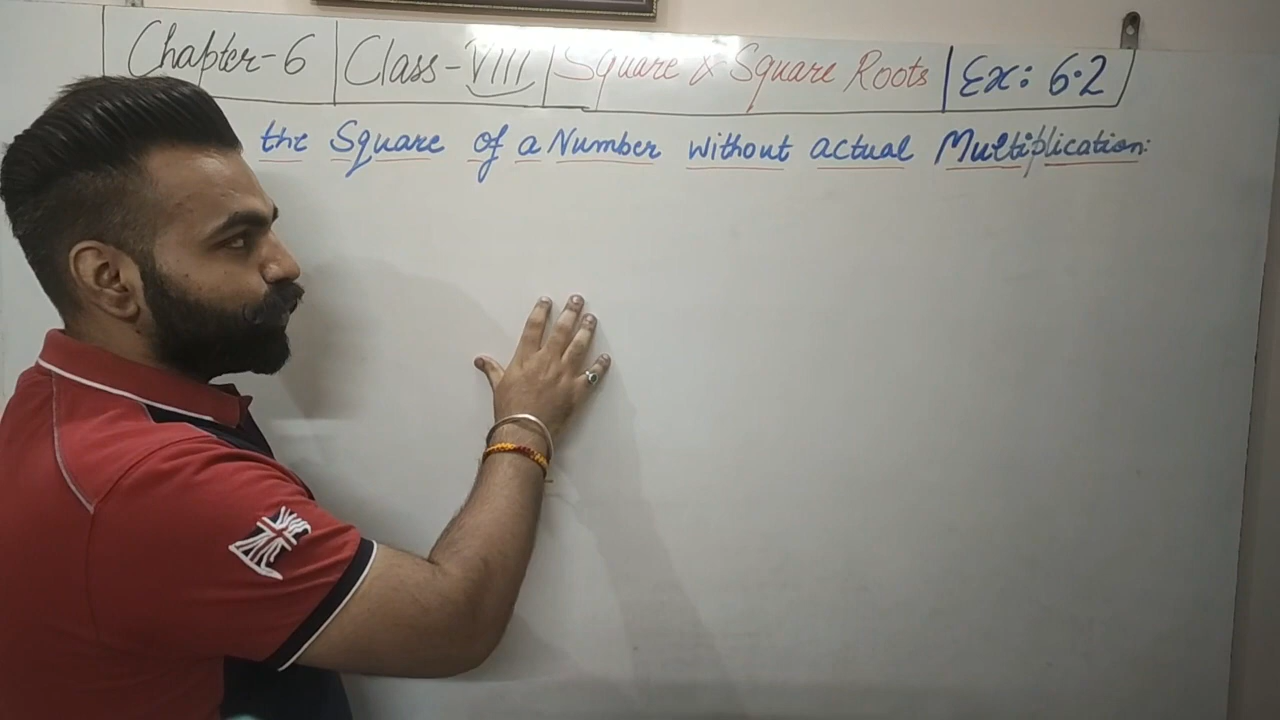 Chapter-6 Class-VIII Square & Square Roots Ex: 6.2
the Square of a Number without actual Multiplication: